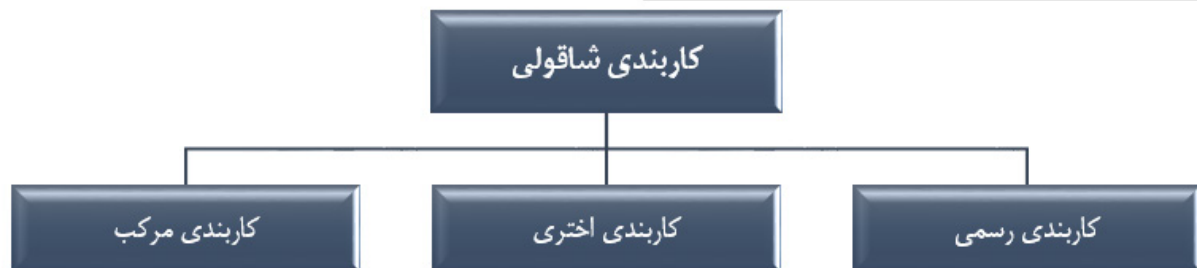 کاربندی شاقولی
کاربندی رسمی
کاربندی اختری
کاربندی مرکب